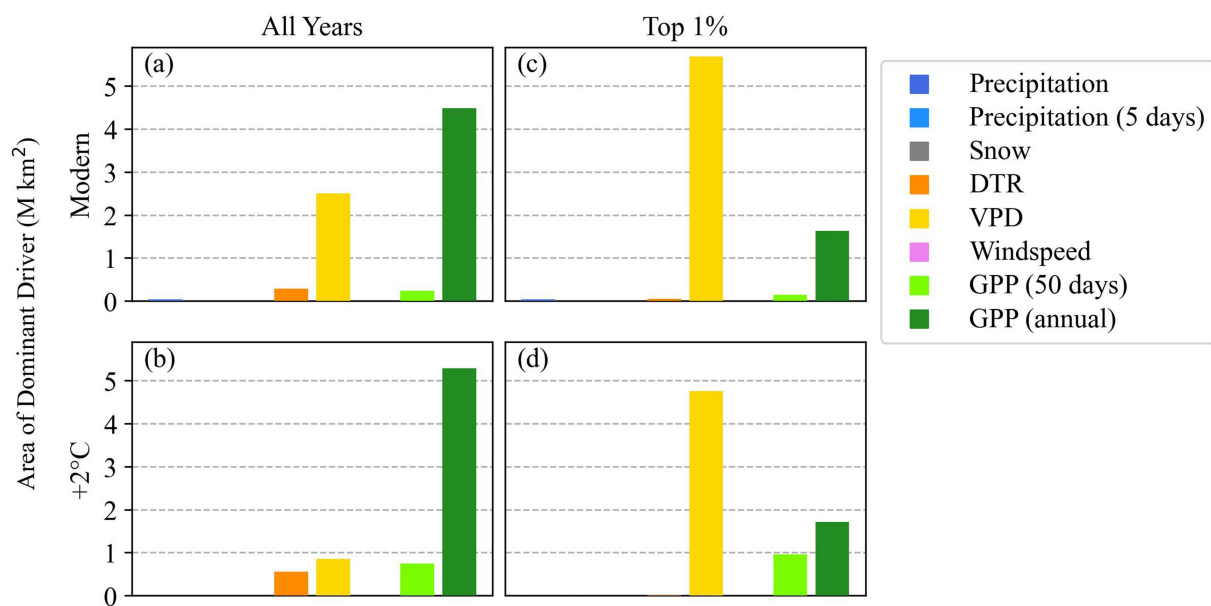 All Years
Top 1%
Area of Dominant Driver (M km²)
Modern
+2°C
(a)
5
4
3
2
1
0
(c)
(b)
5
4
3
2
1
0
(d)
Precipitation
Precipitation (5 days)
Snow
DTR
VPD
Windspeed
GPP (50 days)
GPP (annual)